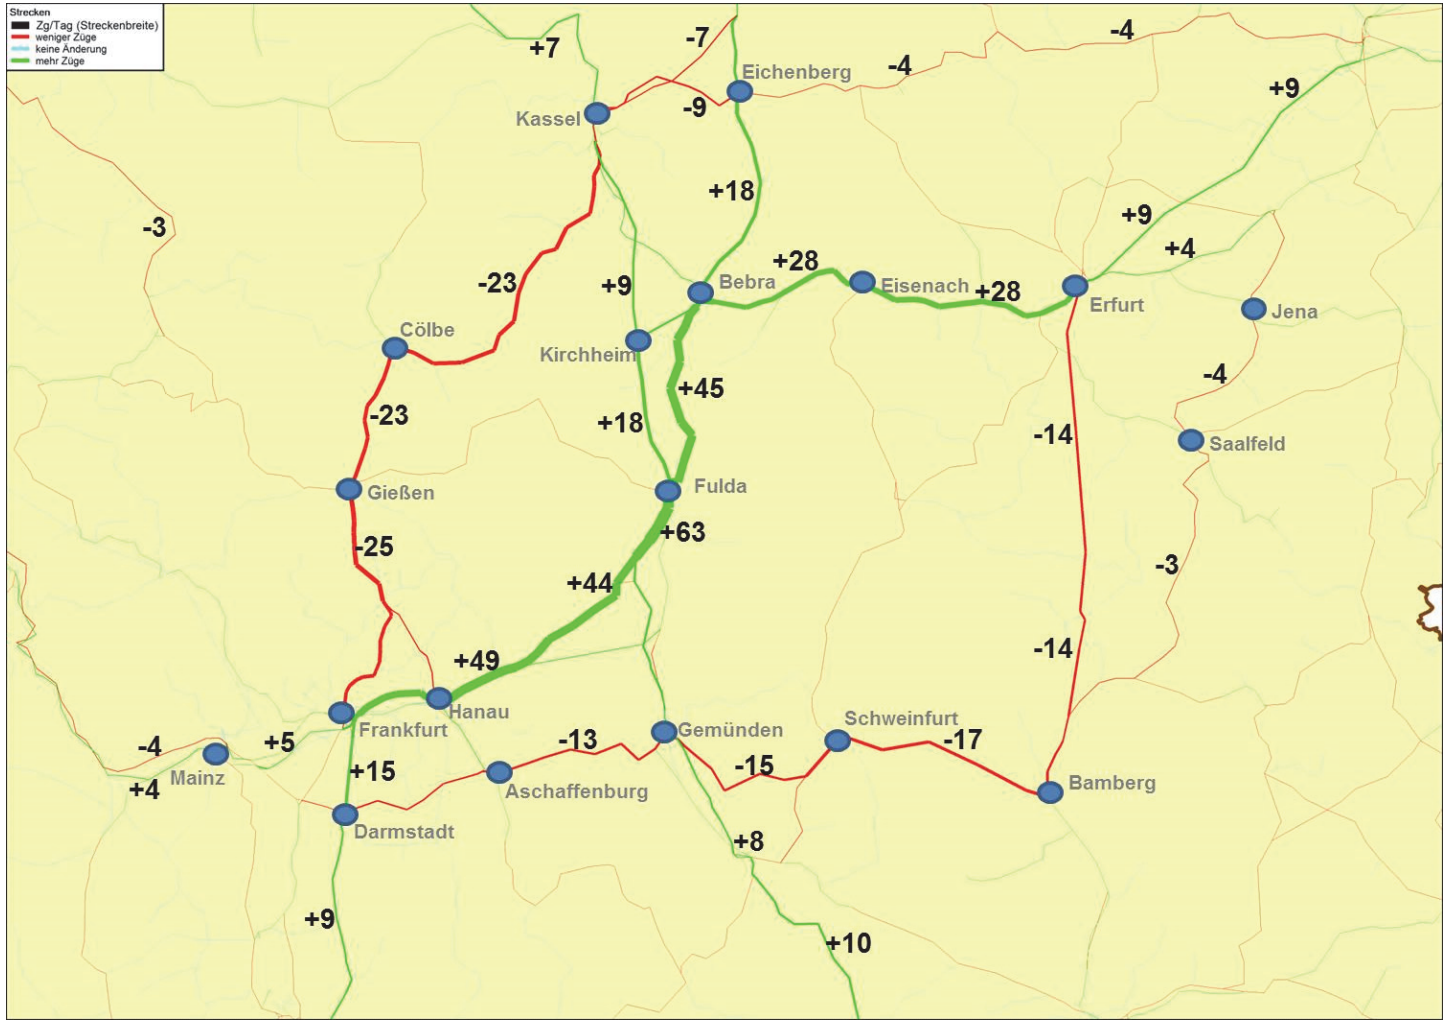 Strecken
Zg/Tag (Streckenbreite)
weniger Züge
keine Änderung
mehr Züge
-4
+7
-7
Eichenberg
-4
+9
-9
Kassel
+18
+9
-3
+4
+28
-23
+9
Bebra
Eisenach
+28
Erfurt
Jena
Cölbe
Kirchheim
-4
+45
-23
+18
-14
Saalfeld
Gießen
Fulda
+63
-25
-3
+44
-14
+49
Hanau
Schweinfurt
Frankfurt
Gemünden
-4
+5
-13
-17
Mainz
+15
-15
+4
Aschaffenburg
Bamberg
Darmstadt
+8
+9
+10